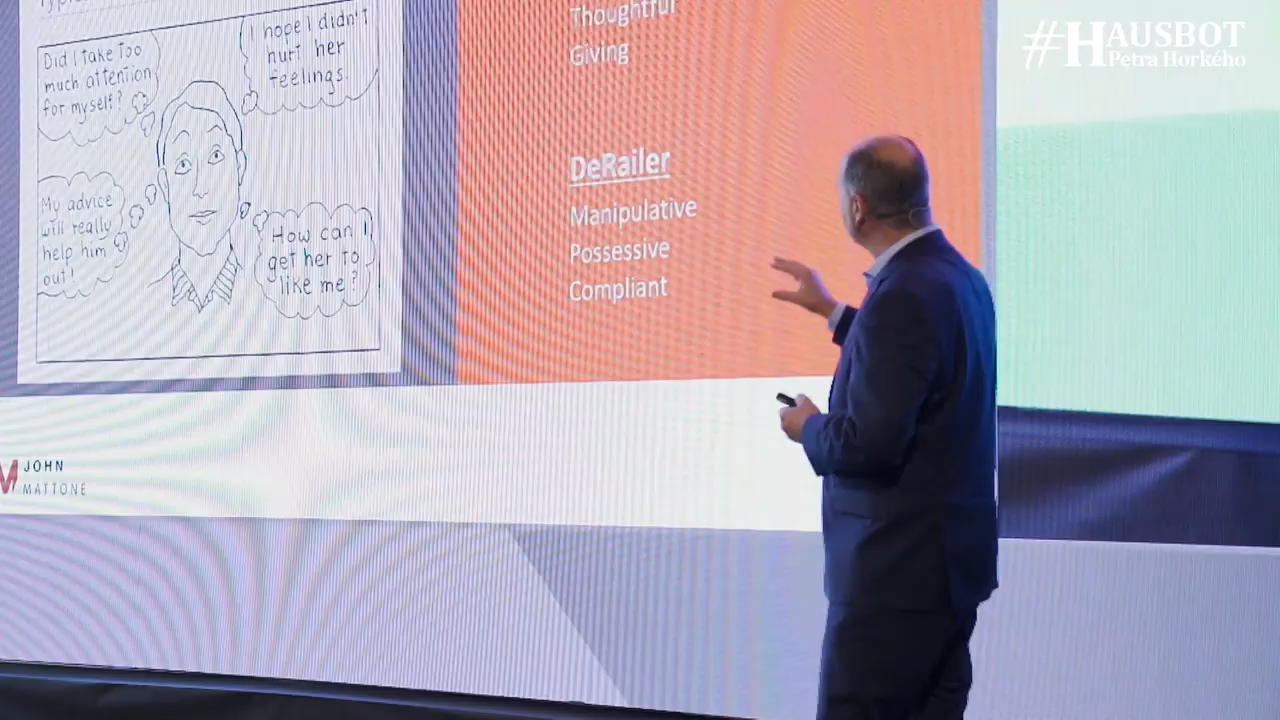 Did I take too
much attention
for myself?
I hope I didn't
hurt her
feelings.
My advice
will really
help him
out!
How can I
get her to
like me?
Thoughtful
Giving
DeRailer
Manipulative
Possessive
Compliant
JOHN
MATTONE
#HAUSBOT
Petra Horkého